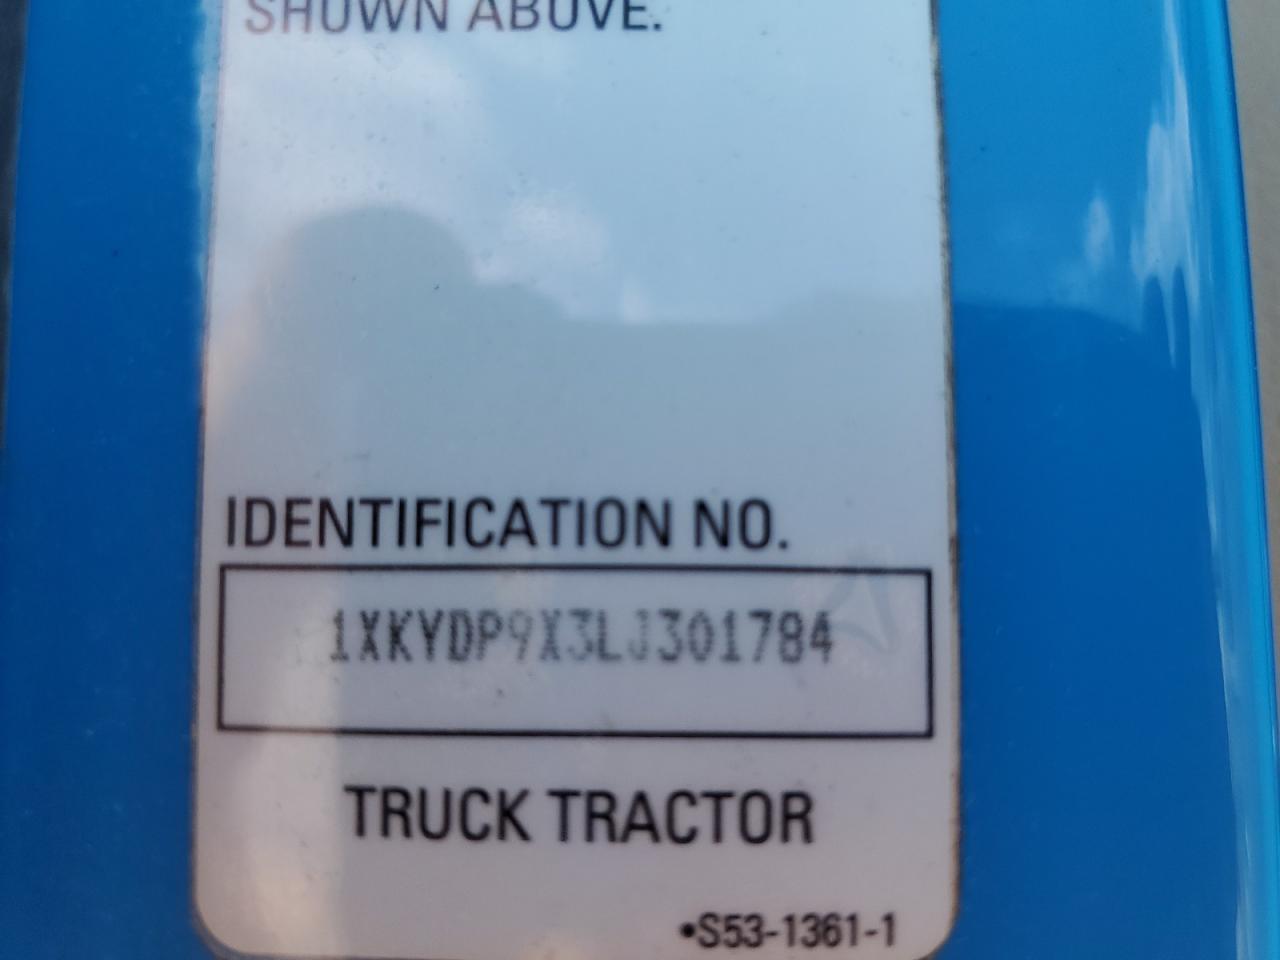 SHOWN ABOVE.
IDENTIFICATION NO.
1XKYDP9X3LJ301784
TRUCK TRACTOR
•S53-1361-1